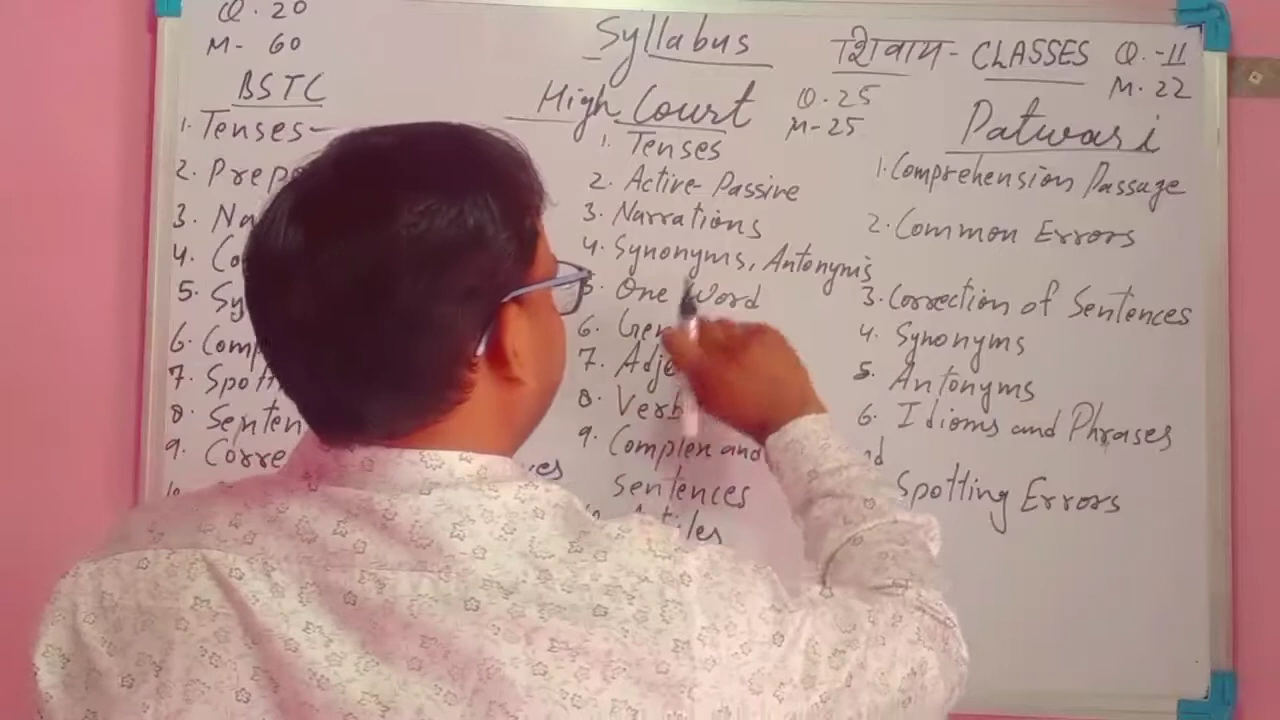 Syllabus
शिवाय - CLASSES
Q. 20
M- 60
BSTC
1. Tenses-
2. Prep
3. Na
4. Co
5. Sy
6. Comp
7. Spott
8. Senten
9. Corre
High Court
Q. 25
M-25
1. Tenses
2. Active- Passive
3. Narrations
4. Synonyms, Antonyms
5. One Word
6. Gen
7. Adje
8. Verb
9. Complex and
sentences
Q. -11
M. 22
Patwari
1. Comprehension Passage
2. Common Errors
3. Correction of Sentences
4. Synonyms
5. Antonyms
6. Idioms and Phrases
Spotting Errors